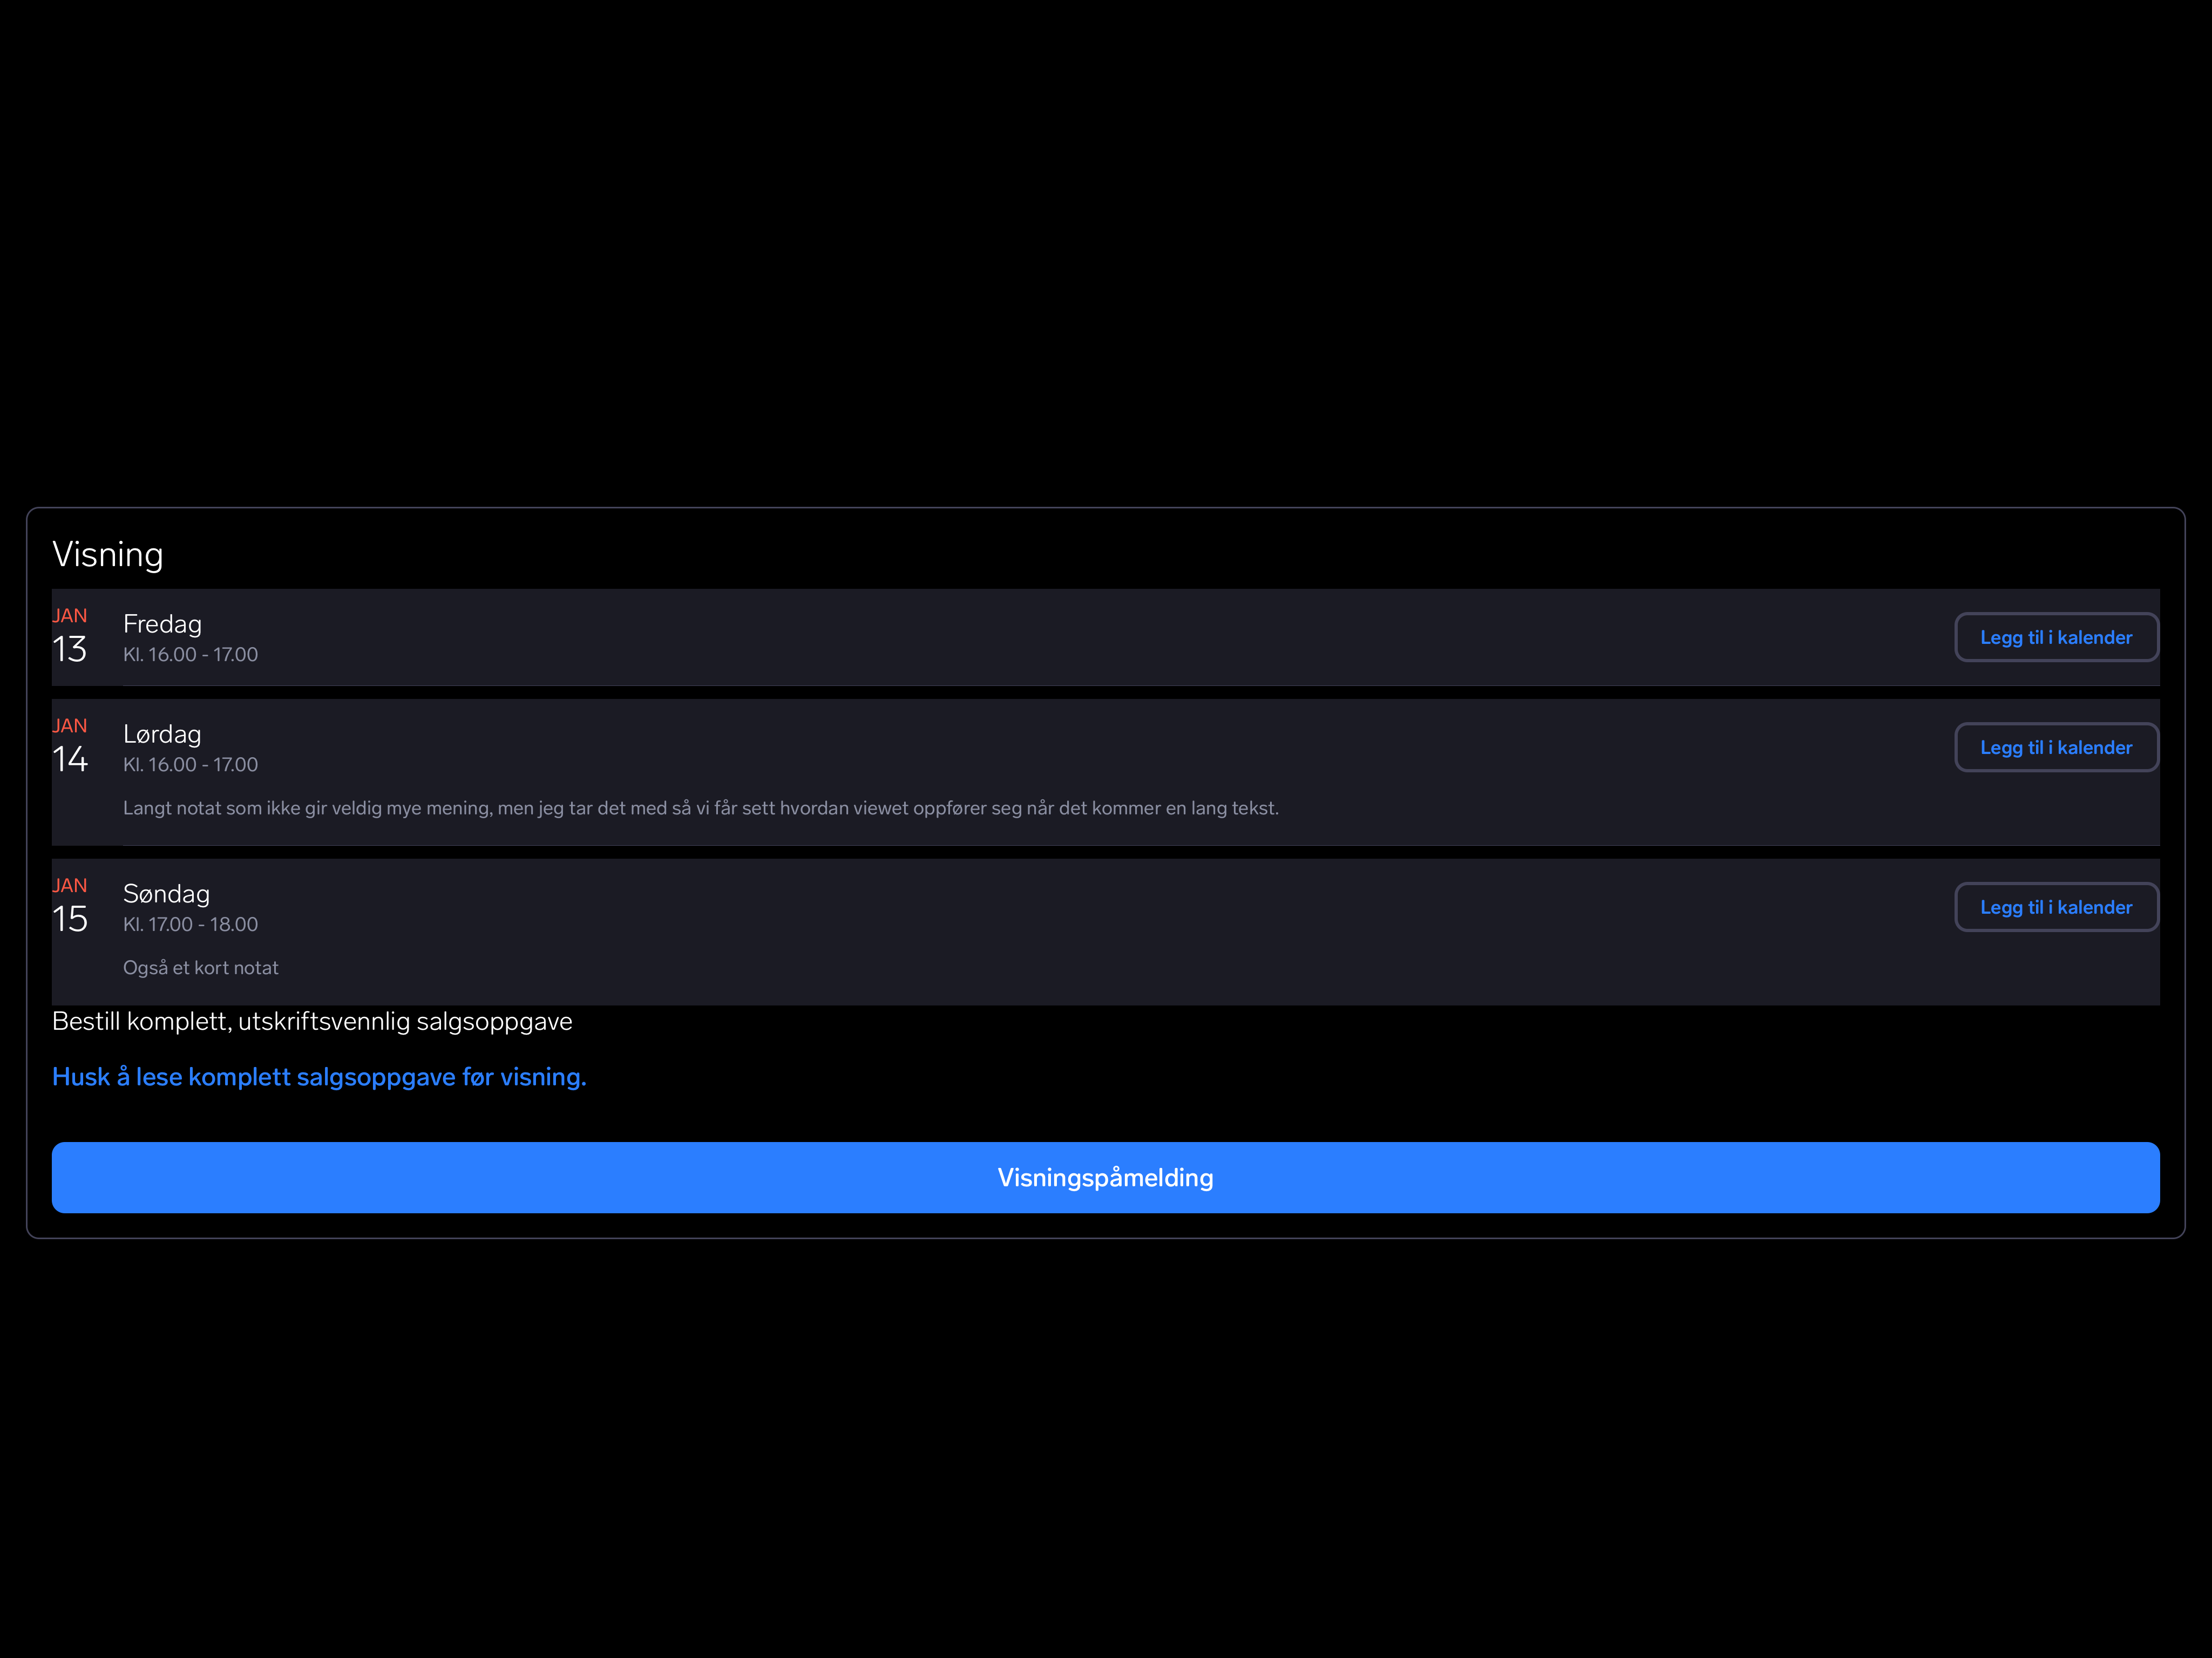 Visning
JAN
13
Fredag
Kl. 16.00 - 17.00
Legg til i kalender
JAN
14
Lørdag
Kl. 16.00 - 17.00
Legg til i kalender
Langt notat som ikke gir veldig mye mening, men jeg tar det med så vi får sett hvordan viewet oppfører seg når det kommer en lang tekst.
JAN
15
Søndag
Kl. 17.00 - 18.00
Legg til i kalender
Også et kort notat
Bestill komplett, utskriftsvennlig salgsoppgave
Husk å lese komplett salgsoppgave før visning.
Visningspåmelding